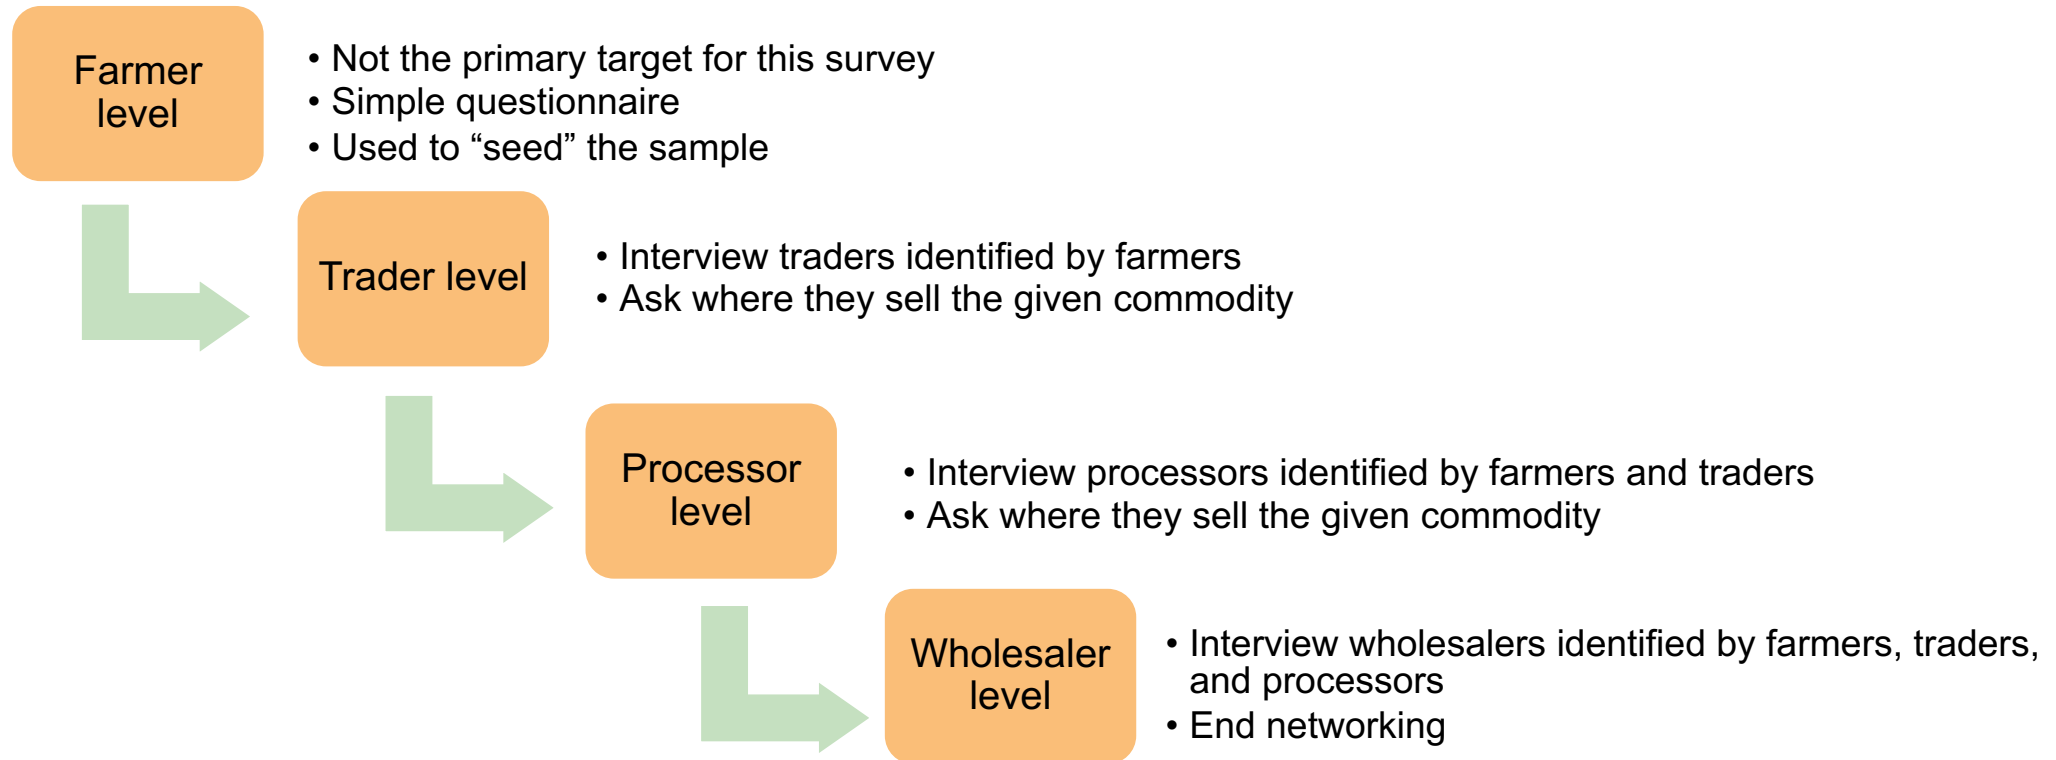 Farmer
level
• Not the primary target for this survey
• Simple questionnaire
• Used to “seed” the sample
Trader level
• Interview traders identified by farmers
• Ask where they sell the given commodity
Processor
level
• Interview processors identified by farmers and traders
• Ask where they sell the given commodity
Wholesaler
level
• Interview wholesalers identified by farmers, traders,
and processors
• End networking